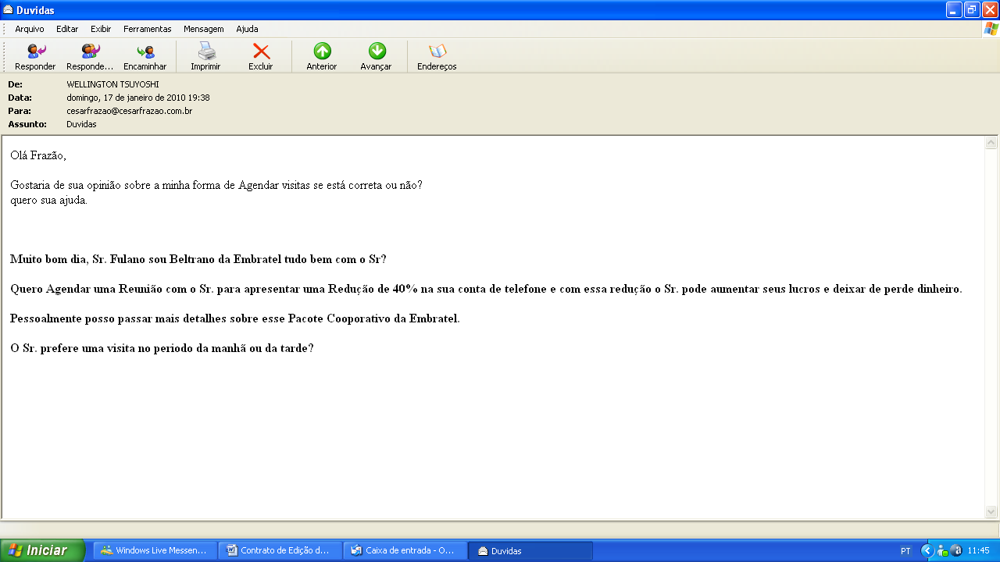 Duvidas
Arquivo Editar Exibir Ferramentas Mensagem Ajuda
Responder Responde... Encaminhar Imprimir Excluir Anterior Avançar Endereços
De: WELLINGTON TSUYOSHI
Data: domingo, 17 de janeiro de 2010 19:38
Para: cesarfrazao@cesarfrazao.com.br
Assunto: Duvidas
Olá Frazão,
Gostaria de sua opinião sobre a minha forma de Agendar visitas se está correta ou não?
quero sua ajuda.
Muito bom dia, Sr. Fulano sou Beltrano da Embratel tudo bem com o Sr?
Quero Agendar uma Reunião com o Sr. para apresentar uma Redução de 40% na sua conta de telefone e com essa redução o Sr. pode aumentar seus lucros e deixar de perde dinheiro.
Pessoalmente posso passar mais detalhes sobre esse Pacote Cooporativo da Embratel.
O Sr. prefere uma visita no periodo da manhã ou da tarde?
Iniciar Windows Live Messen... Contrato de Edição d... Caixa de entrada - O... Duvidas PT 11:45